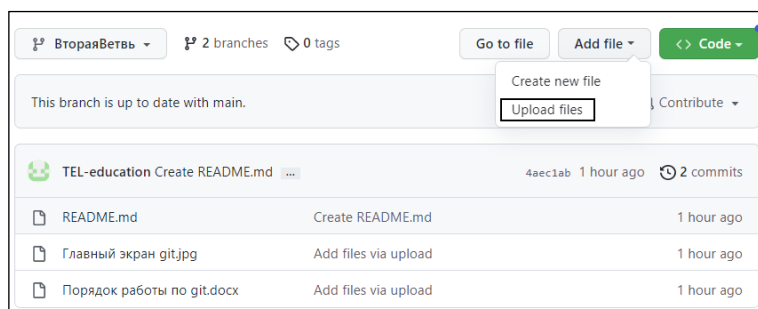 ВтораяВетвь 2 branches 0 tags Go to file Add file <> Code
Create new file
This branch is up to date with main. Contribute
Upload files
TEL-education Create README.md ... 4aec1ab 1 hour ago 2 commits
README.md Create README.md 1 hour ago
Главный экран git.jpg Add files via upload 1 hour ago
Порядок работы по git.docx Add files via upload 1 hour ago